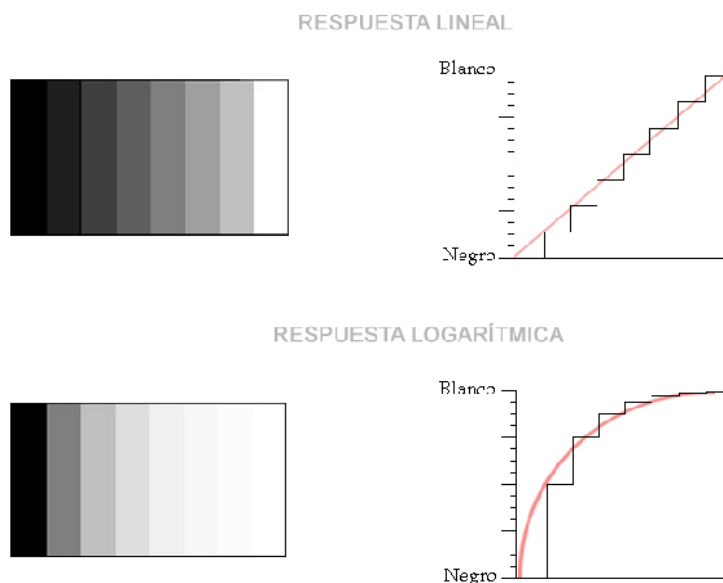 RESPUESTA LINEAL
Blanco
Negro
RESPUESTA LOGARÍTMICA
Blanco
Negro